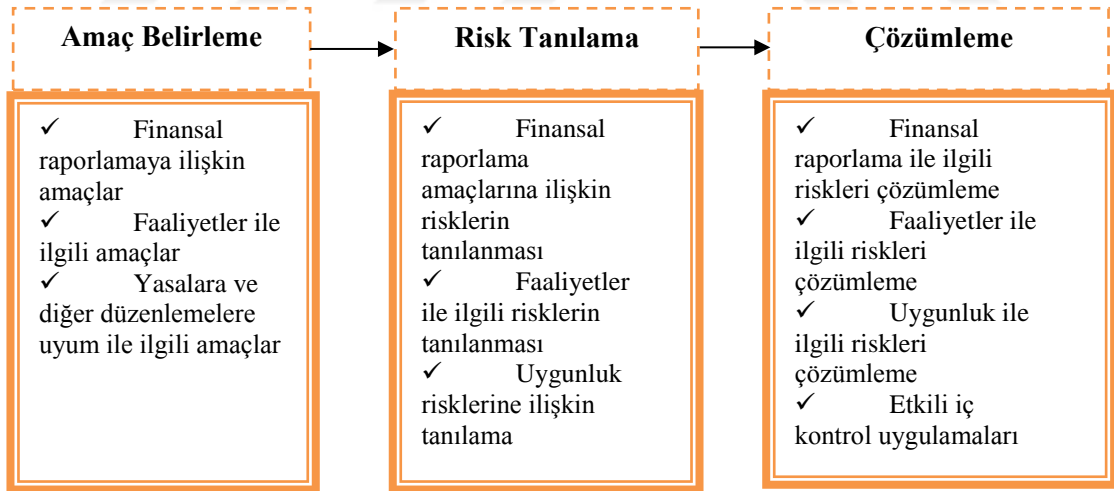 Amaç Belirleme
Risk Tanılama
Çözümleme
✓ Finansal
raporlamaya ilişkin
amaçlar
✓ Faaliyetler ile
ilgili amaçlar
✓ Yasalara ve
diğer düzenlemelere
uyum ile ilgili amaçlar
✓ Finansal
raporlama
amaçlarına ilişkin
risklerin
tanılanması
✓ Faaliyetler
ile ilgili risklerin
tanılanması
✓ Uygunluk
risklerine ilişkin
tanılama
✓ Finansal
raporlama ile ilgili
riskleri çözümleme
✓ Faaliyetler ile
ilgili riskleri
çözümleme
✓ Uygunluk ile
ilgili riskleri
çözümleme
✓ Etkili iç
kontrol uygulamaları